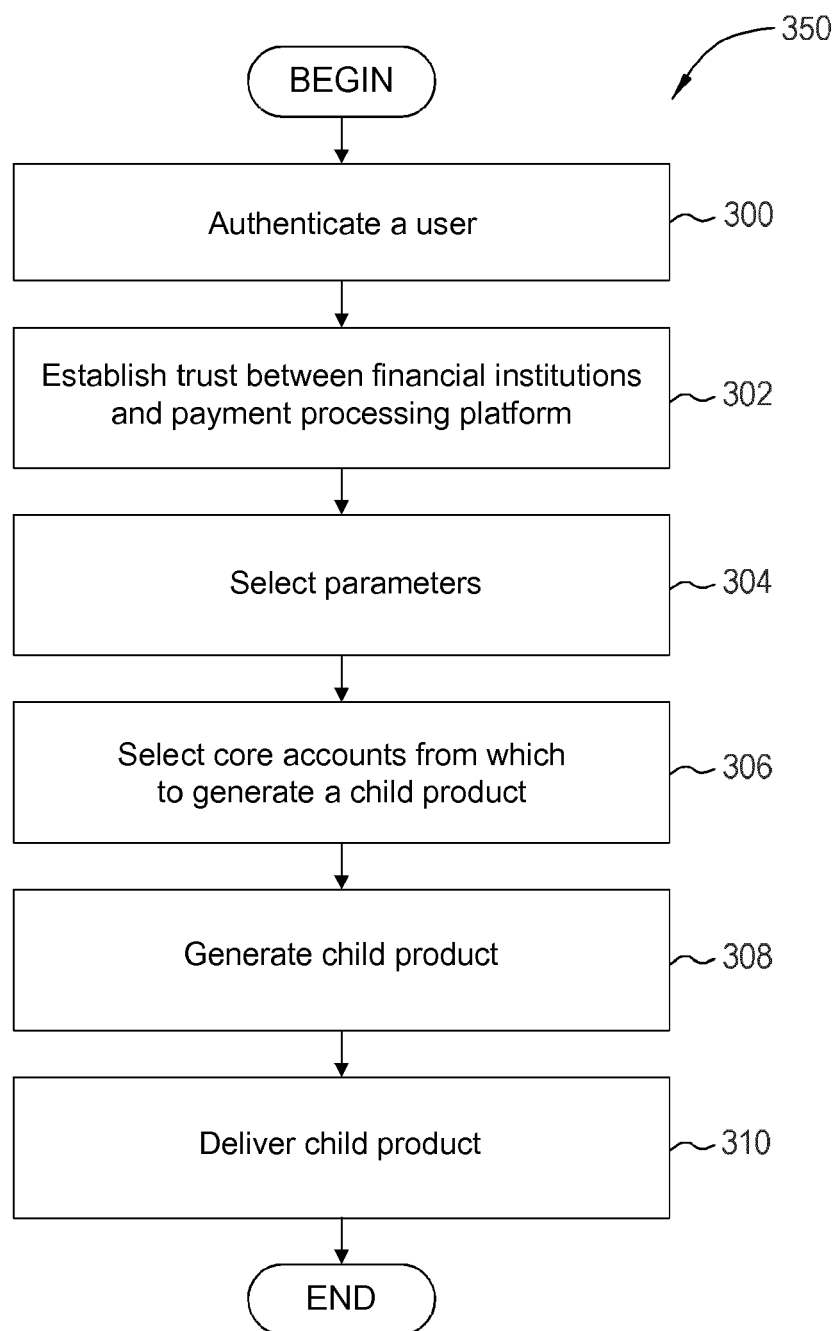 350
BEGIN
Authenticate a user
300
Establish trust between financial institutions
and payment processing platform
302
Select parameters
304
Select core accounts from which
to generate a child product
306
Generate child product
308
Deliver child product
310
END